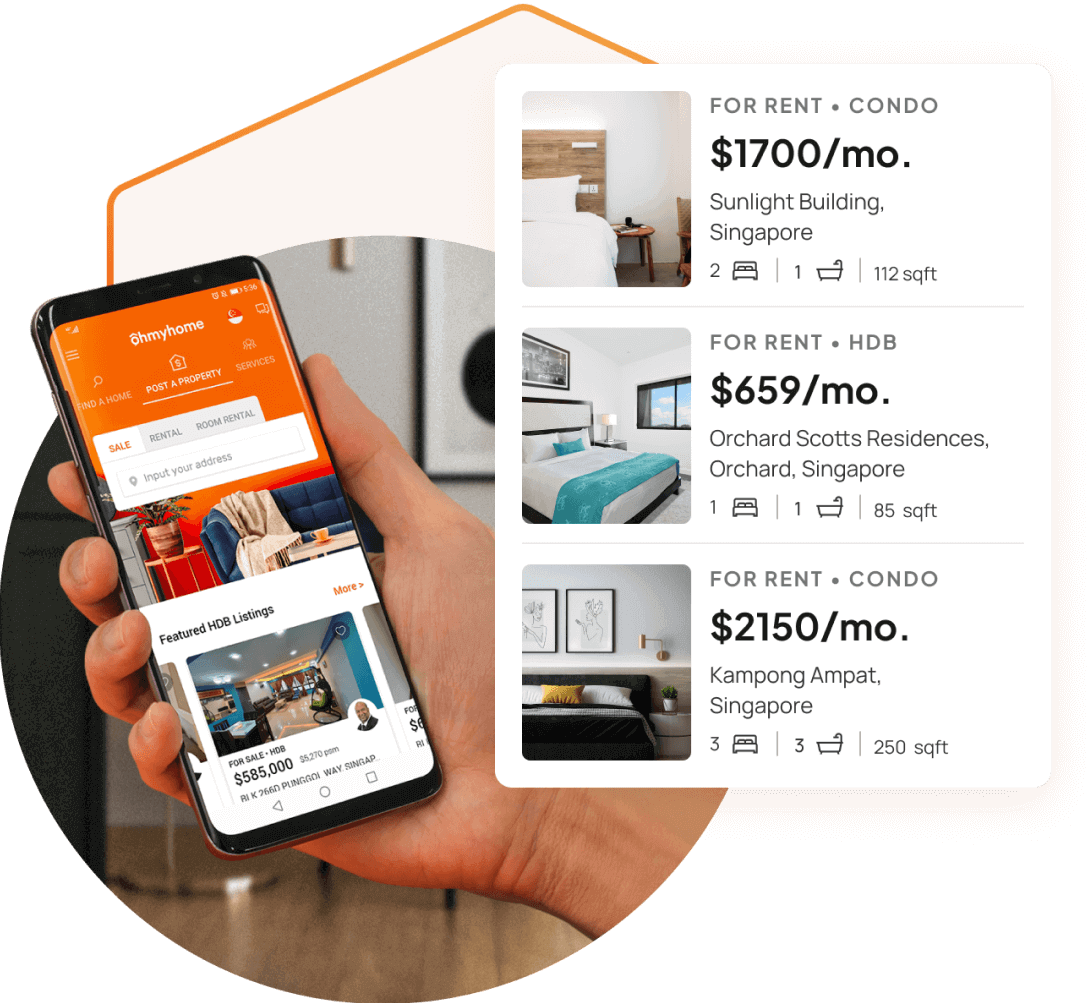 5:36
ôhmyhome
FIND A HOME
POST A PROPERTY
SERVICES
SALE
RENTAL
ROOM RENTAL
Input your address
Featured HDB Listings
More >
FOR SALE • HDB
$585,000 $5,270 psm
BLK 266D PUNGGOL WAY, SINGAP..
FOR RENT • CONDO
$1700/mo.
Sunlight Building,
Singapore
2 1 112 sqft
FOR RENT • HDB
$659/mo.
Orchard Scotts Residences,
Orchard, Singapore
1 1 85 sqft
FOR RENT • CONDO
$2150/mo.
Kampong Ampat,
Singapore
3 3 250 sqft